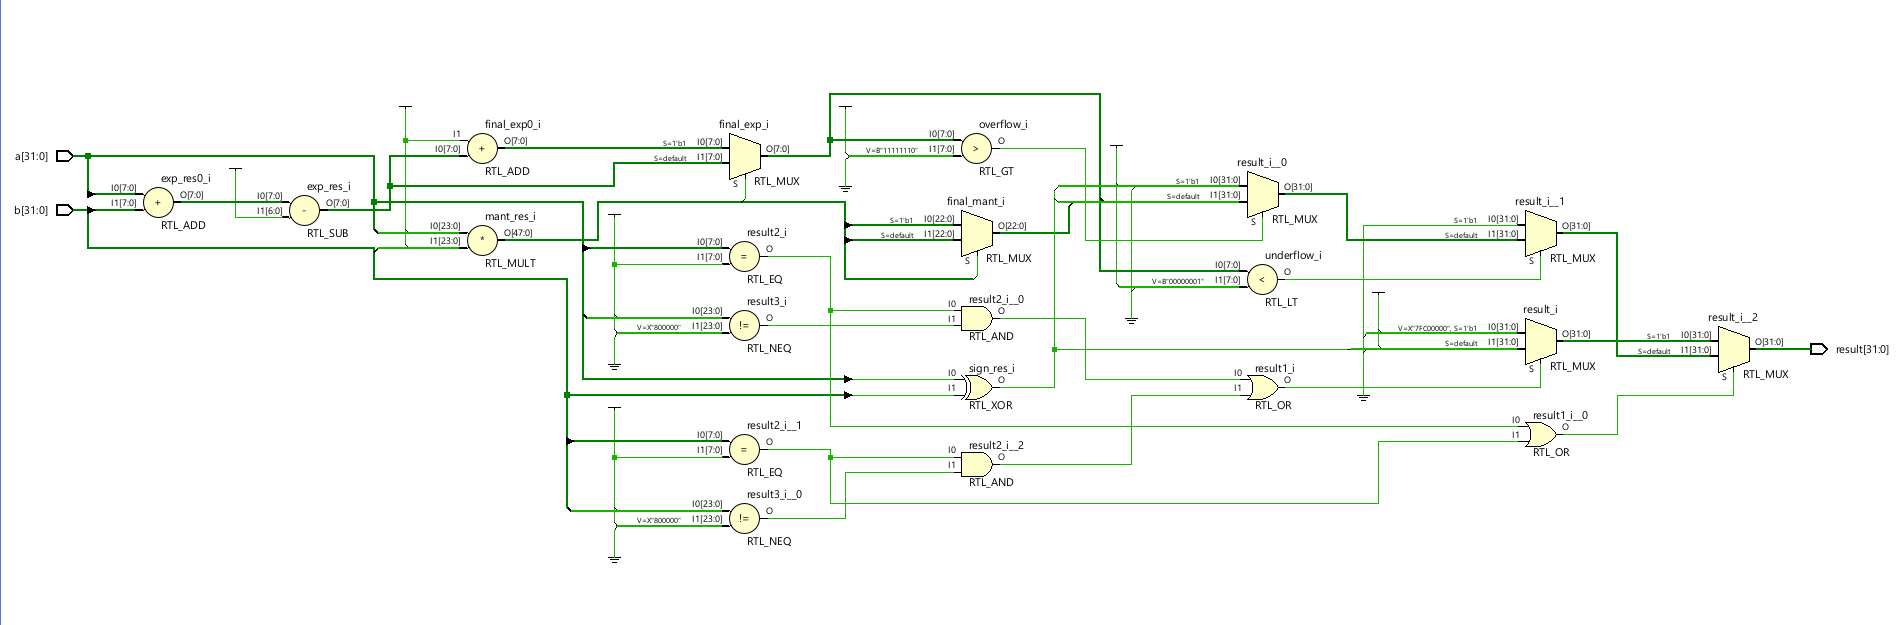 a[31:0]
b[31:0]
exp_res0_i
I0[7:0]
I1[7:0]
+
O[7:0]
RTL_ADD
exp_res_i
I0[7:0]
I1[6:0]
-
O[7:0]
RTL_SUB
final_exp0_i
I1
I0[7:0]
+
O[7:0]
RTL_ADD
mant_res_i
I0[23:0]
I1[23:0]
*
O[47:0]
RTL_MULT
final_exp_i
S=1'b1 I0[7:0]
S=default I1[7:0]
O[7:0]
S
RTL_MUX
result2_i
I0[7:0]
I1[7:0]
=
O
RTL_EQ
result3_i
I0[23:0]
V=X"800000" I1[23:0]
!=
O
RTL_NEQ
result2_i__1
I0[7:0]
I1[7:0]
=
O
RTL_EQ
result3_i__0
I0[23:0]
V=X"800000" I1[23:0]
!=
O
RTL_NEQ
overflow_i
I0[7:0]
V=B"11111110" I1[7:0]
>
O
RTL_GT
final_mant_i
S=1'b1 I0[22:0]
S=default I1[22:0]
O[22:0]
S
RTL_MUX
result2_i__0
I0
I1
O
RTL_AND
sign_res_i
I0
I1
O
RTL_XOR
result2_i__2
I0
I1
O
RTL_AND
result_i__0
S=1'b1 I0[31:0]
S=default I1[31:0]
O[31:0]
S
RTL_MUX
underflow_i
I0[7:0]
V=B"00000001" I1[7:0]
<
O
RTL_LT
result1_i
I0
I1
O
RTL_OR
result_i__1
S=1'b1 I0[31:0]
S=default I1[31:0]
O[31:0]
S
RTL_MUX
result_i
V=X"7FC00000", S=1'b1 I0[31:0]
S=default I1[31:0]
O[31:0]
S
RTL_MUX
result1_i__0
I0
I1
O
RTL_OR
result_i__2
S=1'b1 I0[31:0]
S=default I1[31:0]
O[31:0]
S
RTL_MUX
result[31:0]